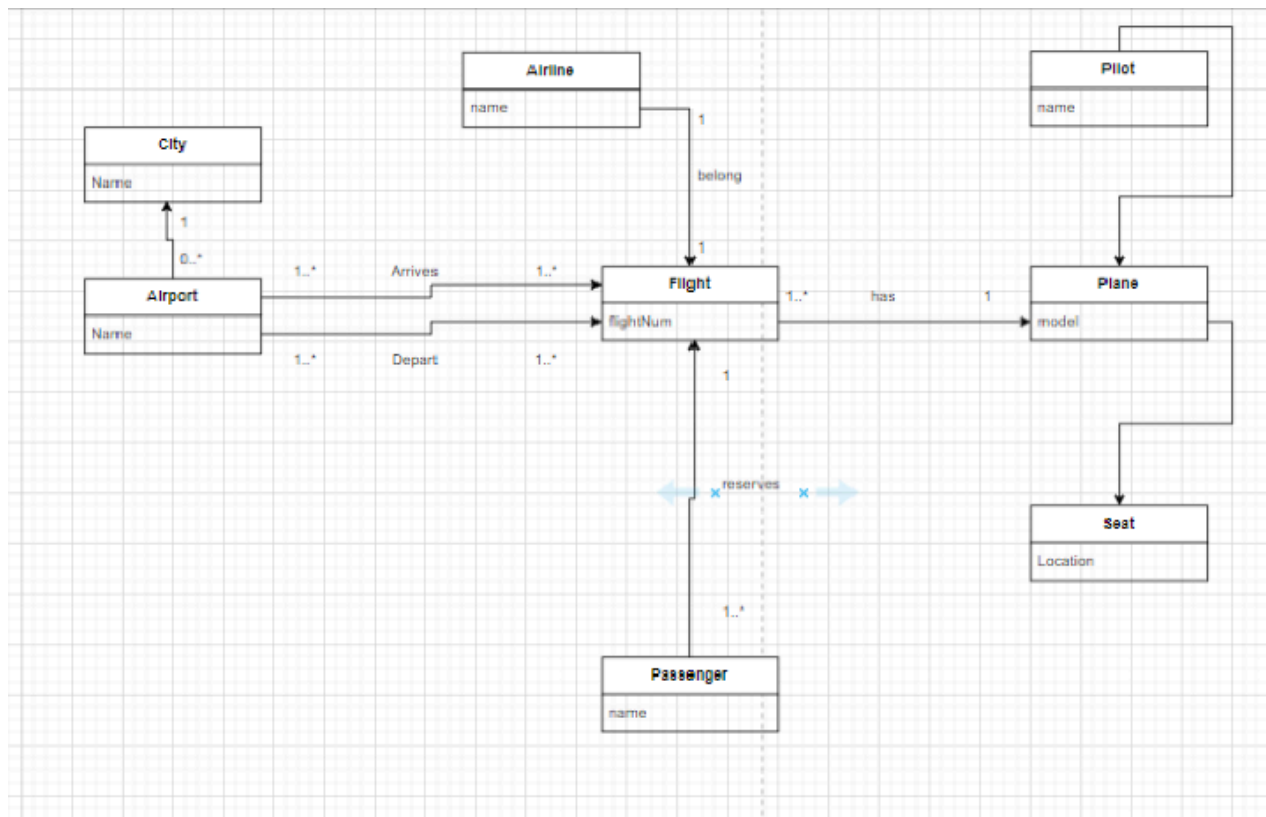 Airline
name
Pilot
name
City
Name
1
belong
1
0..*
1
Airport
Name
1..*
Arrives
1..*
1..*
Depart
1..*
Flight
flightNum
1..*
has
1
Plane
model
1
reserves
1..*
Seat
Location
Passenger
name